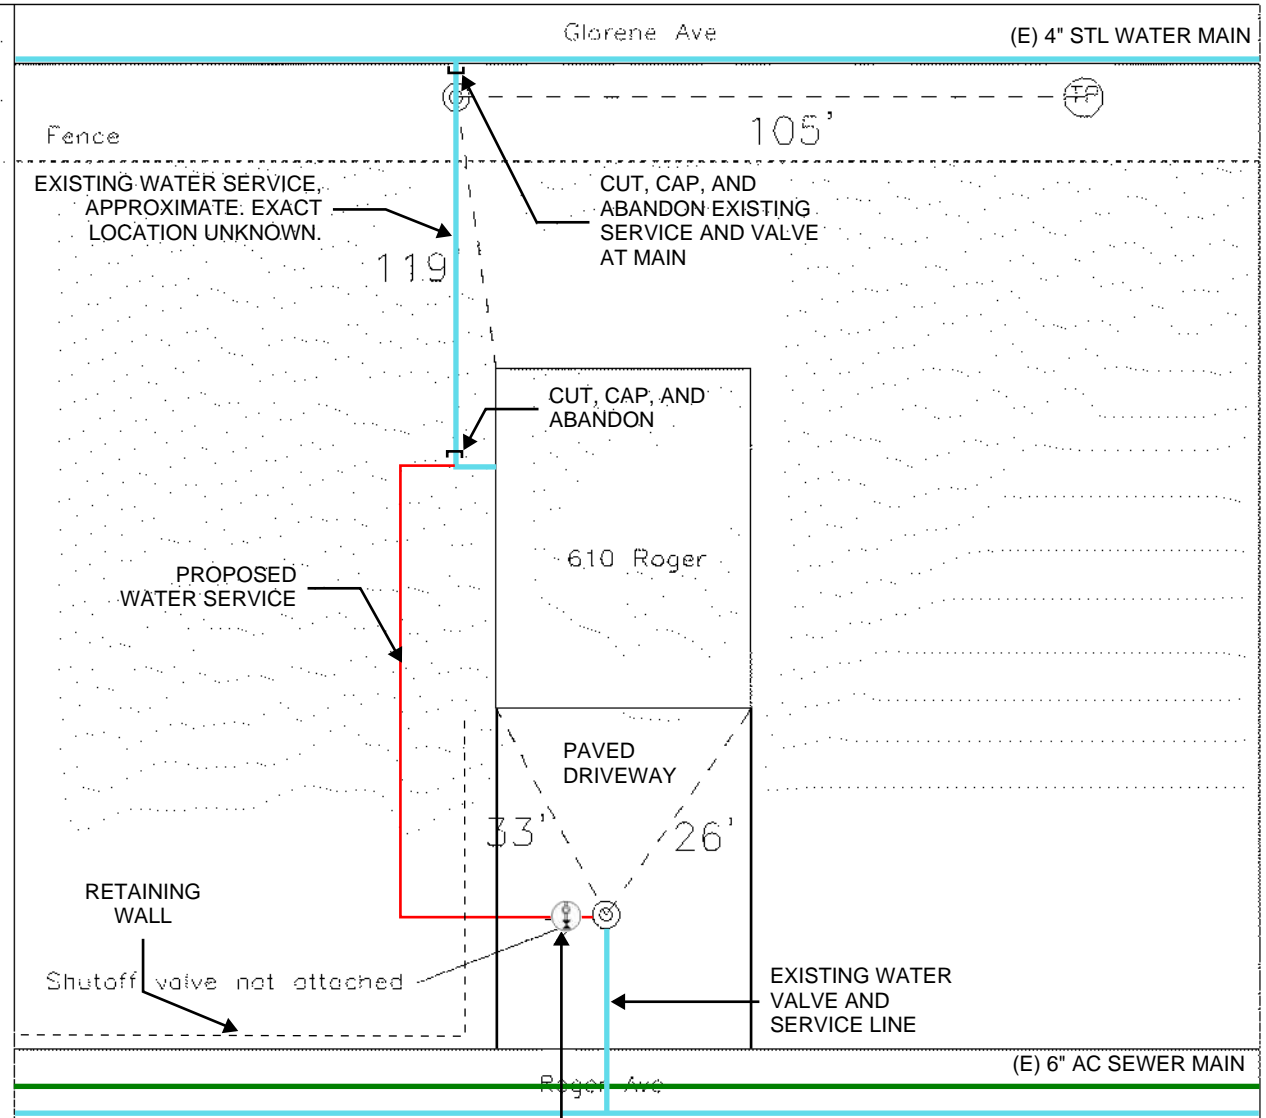 Glorene Ave
(E) 4" STL WATER MAIN
TP
105'
Fence
EXISTING WATER SERVICE,
APPROXIMATE. EXACT
LOCATION UNKNOWN.
CUT, CAP, AND
ABANDON EXISTING
SERVICE AND VALVE
AT MAIN
119
CUT, CAP, AND
ABANDON
610 Roger
PROPOSED
WATER SERVICE
PAVED
DRIVEWAY
33'
26'
RETAINING
WALL
Shutoff valve not attached
EXISTING WATER
VALVE AND
SERVICE LINE
(E) 6" AC SEWER MAIN
Roger Ave